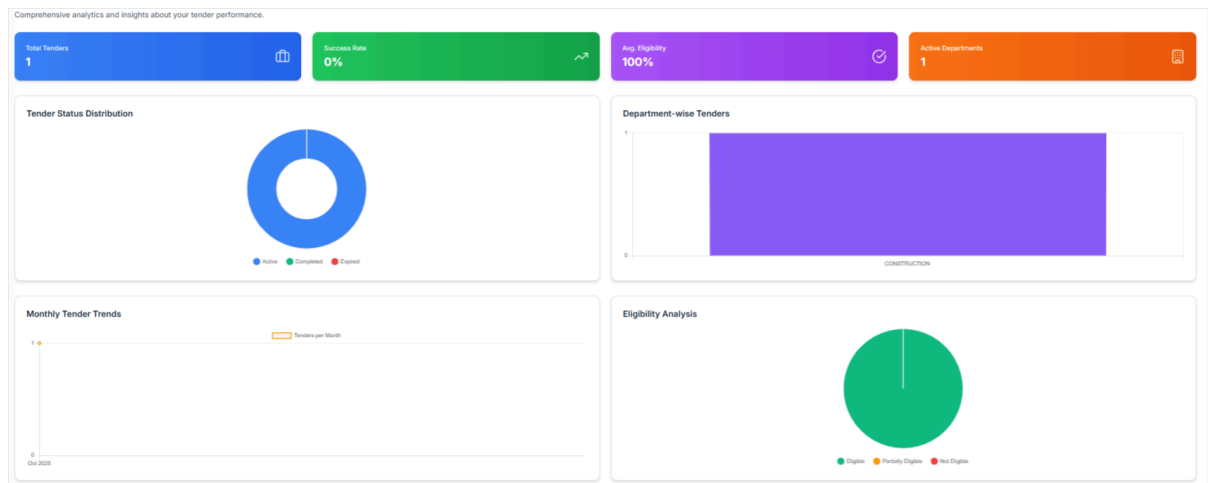 Comprehensive analytics and insights about your tender performance.
Total Tenders
1
Success Rate
0%
Avg. Eligibility
100%
Active Departments
1
Tender Status Distribution
Active Completed Expired
Department-wise Tenders
1
0
CONSTRUCTION
Monthly Tender Trends
Tenders per Month
1
0
Oct 2025
Eligibility Analysis
Eligible Partially Eligible Not Eligible